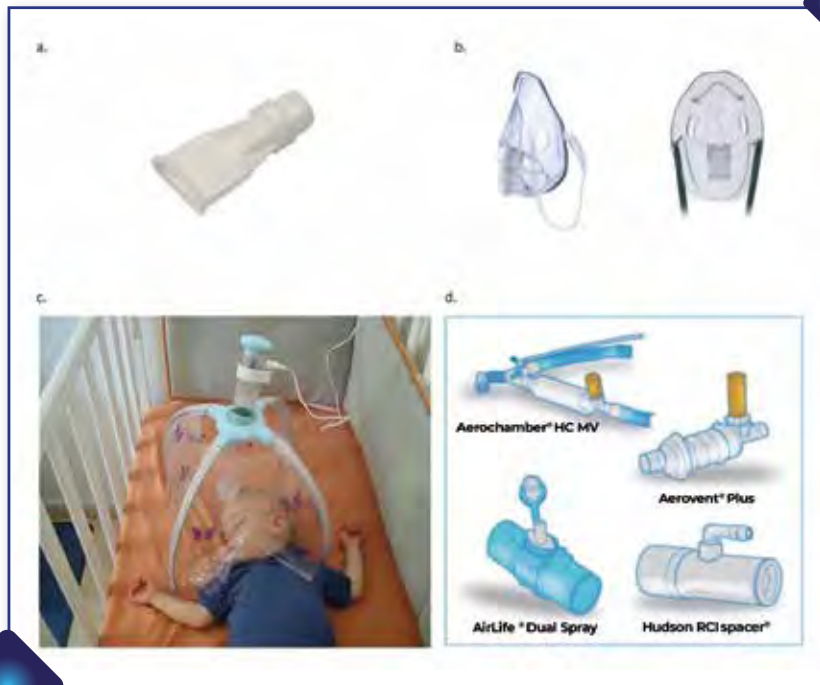 a.
b.
c.
d.
Aerochamber® HC MV
Aerovent® Plus
AirLife ® Dual Spray
Hudson RCI spacer®